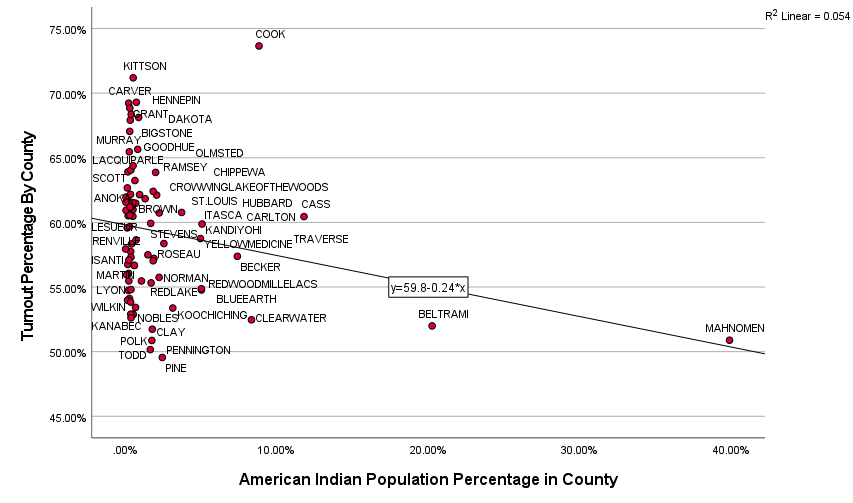 R² Linear = 0.054
75.00%
COOK
KITTSON
70.00%
CARVER
HENNEPIN
GRANT
DAKOTA
BIGSTONE
MURRAY
GOODHUE
OLMSTED
65.00%
LACQUIPARLE
RAMSEY
CHIPPEWA
SCOTT
CROWWINGLAKEOFTHEWOODS
ANOKA
BROWN
ST.LOUIS
HUBBARD
CASS
ITASCA
CARLTON
60.00%
LESUEUR
KANDIYOHI
STEVENS
TRAVERSE
RENVILLE
YELLOWMEDICINE
ISANTI
ROSEAU
BECKER
MARTIN
NORMAN
REDWOODMILLELACS
y=59.8-0.24*x
55.00%
LYON
REDLAKE
BLUEEARTH
WILKIN
NOBLES
KOOCHICHING
CLEARWATER
BELTRAMI
KANABEC
CLAY
MAHNOMEN
POLK
50.00%
TODD
PENNINGTON
PINE
45.00%
Turnout Percentage By County
.00%
10.00%
20.00%
30.00%
40.00%
American Indian Population Percentage in County